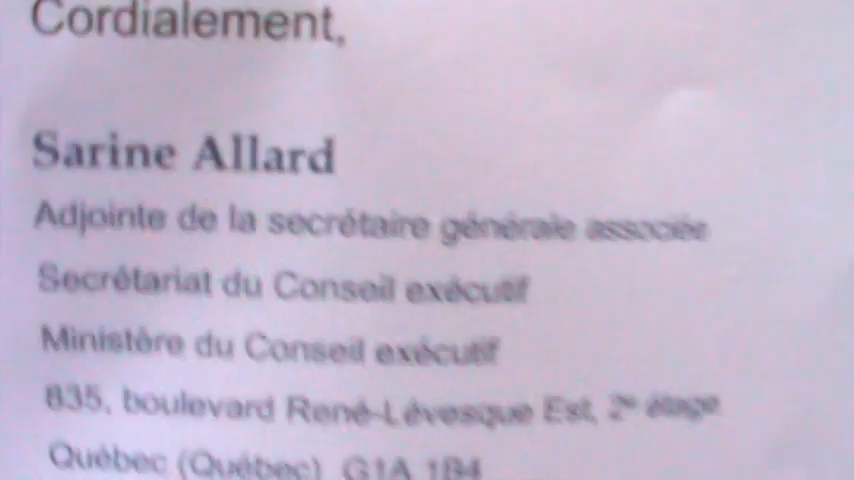 Cordialement,
Sarine Allard
Adjointe de la secrétaire générale associée
Secrétariat du Conseil exécutif
Ministère du Conseil exécutif
835, boulevard René-Lévesque Est, 2e étage
Québec (Québec) G1A 1B4